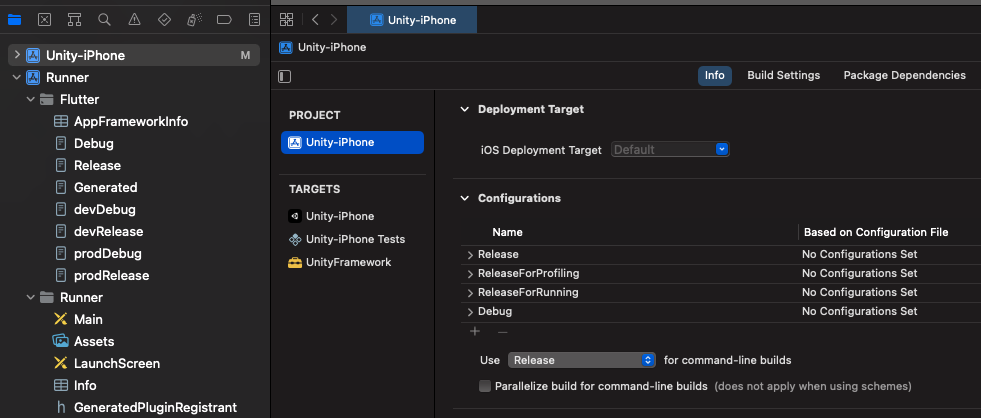 Unity-iPhone
Unity-iPhone M
Runner
Flutter
AppFrameworkInfo
Debug
Release
Generated
devDebug
devRelease
prodDebug
prodRelease
Runner
Main
Assets
LaunchScreen
Info
GeneratedPluginRegistrant
Unity-iPhone
Info Build Settings Package Dependencies
PROJECT
Unity-iPhone
TARGETS
Unity-iPhone
Unity-iPhone Tests
UnityFramework
Deployment Target
iOS Deployment Target Default
Configurations
Name Based on Configuration File
Release No Configurations Set
ReleaseForProfiling No Configurations Set
ReleaseForRunning No Configurations Set
Debug No Configurations Set
Use Release for command-line builds
Parallelize build for command-line builds (does not apply when using schemes)